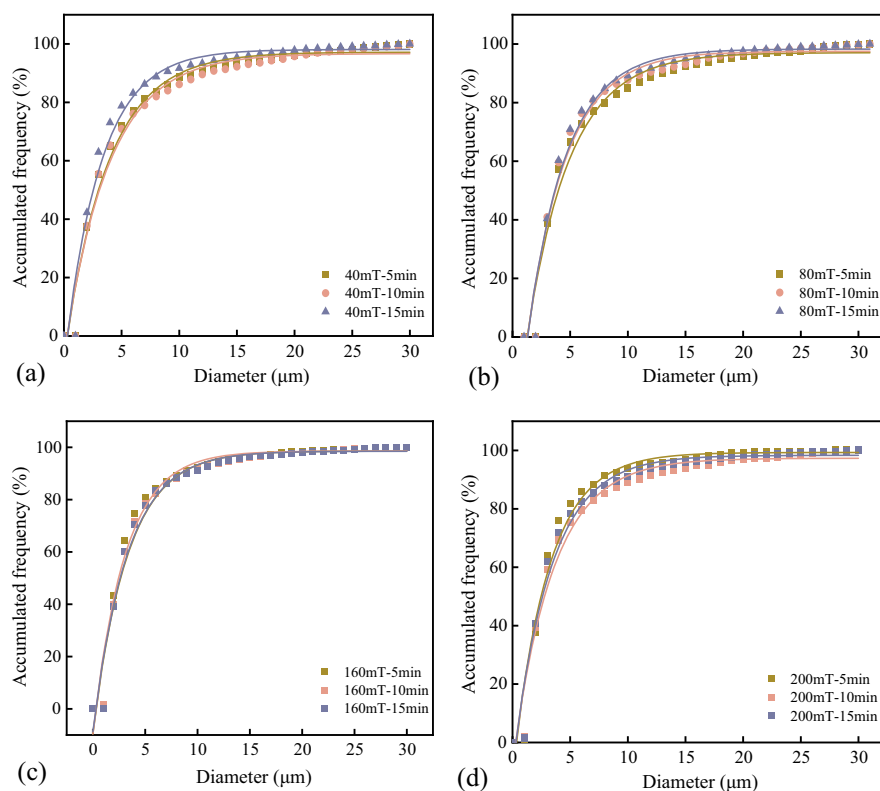 100
80
60
40
20
0
Accumulated frequency (%)
40mT-5min
40mT-10min
40mT-15min
0 5 10 15 20 25 30
Diameter (μm)
(a)
100
80
60
40
20
0
Accumulated frequency (%)
80mT-5min
80mT-10min
80mT-15min
0 5 10 15 20 25 30
Diameter (μm)
(b)
100
80
60
40
20
0
Accumulated frequency (%)
160mT-5min
160mT-10min
160mT-15min
0 5 10 15 20 25 30
Diameter (μm)
(c)
100
80
60
40
20
0
Accumulated frequency (%)
200mT-5min
200mT-10min
200mT-15min
0 5 10 15 20 25 30
Diameter (μm)
(d)